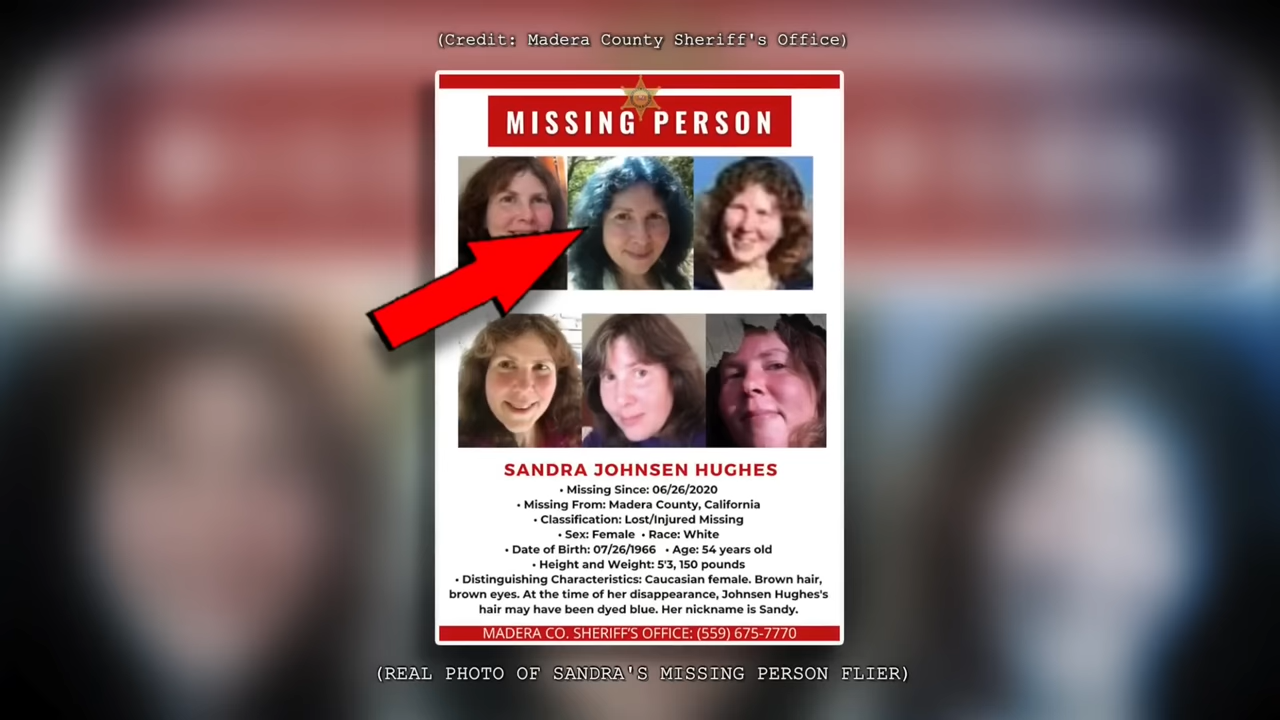 (Credit: Madera County Sheriff's Office)
MISSING PERSON
SANDRA JOHNSEN HUGHES
• Missing Since: 06/26/2020
• Missing From: Madera County, California
• Classification: Lost/Injured Missing
• Sex: Female • Race: White
• Date of Birth: 07/26/1966 • Age: 54 years old
• Height and Weight: 5'3, 150 pounds
• Distinguishing Characteristics: Caucasian female. Brown hair,
brown eyes. At the time of her disappearance, Johnsen Hughes's
hair may have been dyed blue. Her nickname is Sandy.
MADERA CO. SHERIFF'S OFFICE: (559) 675-7770
(REAL PHOTO OF SANDRA'S MISSING PERSON FLIER)